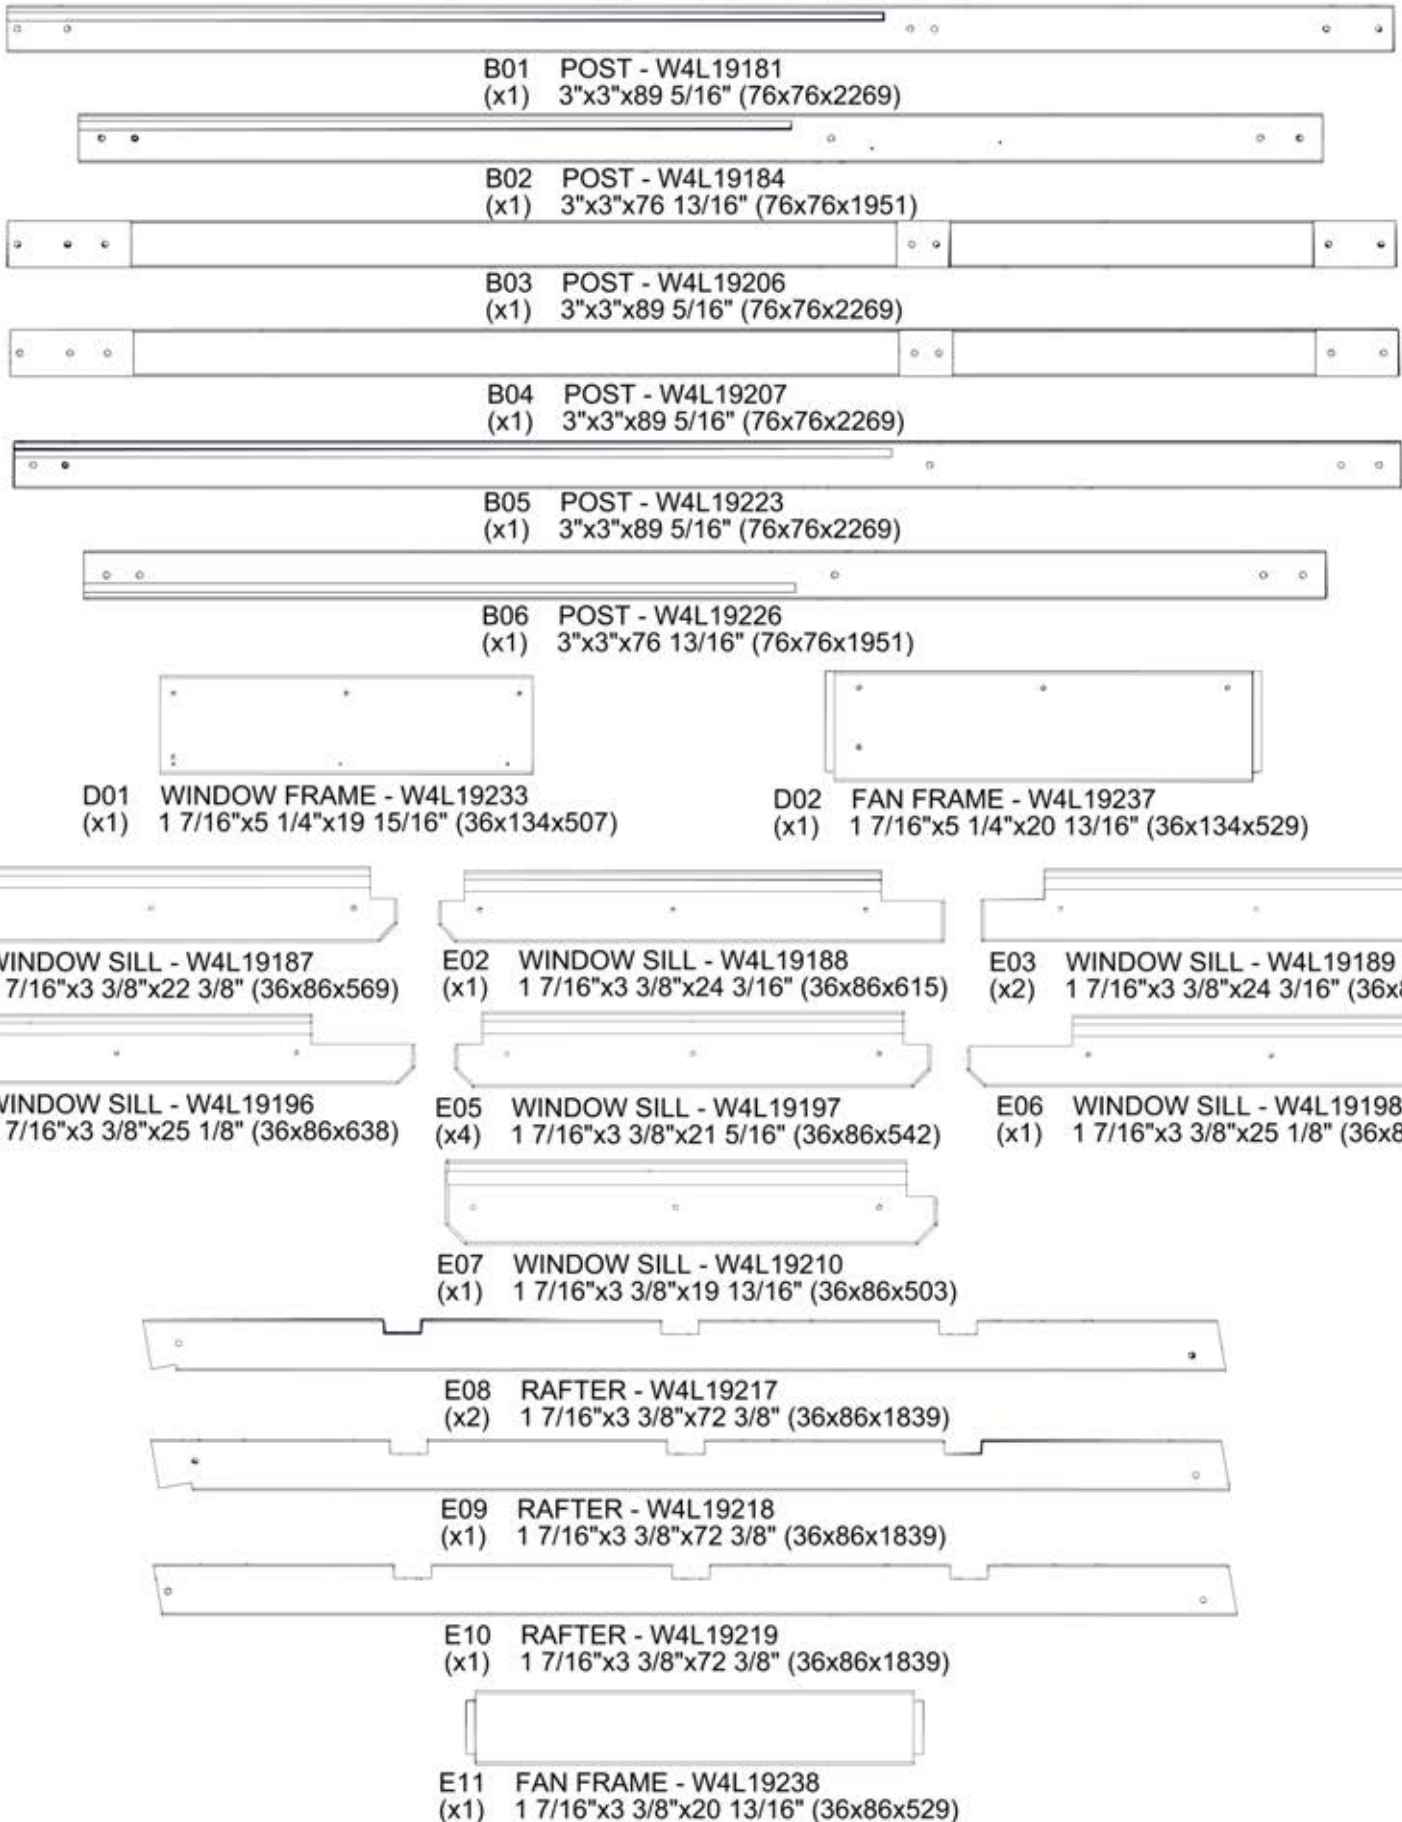 B01 POST - W4L19181
(x1) 3"x3"x89 5/16" (76x76x2269)
B02 POST - W4L19184
(x1) 3"x3"x76 13/16" (76x76x1951)
B03 POST - W4L19206
(x1) 3"x3"x89 5/16" (76x76x2269)
B04 POST - W4L19207
(x1) 3"x3"x89 5/16" (76x76x2269)
B05 POST - W4L19223
(x1) 3"x3"x89 5/16" (76x76x2269)
B06 POST - W4L19226
(x1) 3"x3"x76 13/16" (76x76x1951)
D01 WINDOW FRAME - W4L19233
(x1) 1 7/16"x5 1/4"x19 15/16" (36x134x507)
D02 FAN FRAME - W4L19237
(x1) 1 7/16"x5 1/4"x20 13/16" (36x134x529)
WINDOW SILL - W4L19187
7/16"x3 3/8"x22 3/8" (36x86x569)
E02 WINDOW SILL - W4L19188
(x1) 1 7/16"x3 3/8"x24 3/16" (36x86x615)
E03 WINDOW SILL - W4L19189
(x2) 1 7/16"x3 3/8"x24 3/16" (36x8
WINDOW SILL - W4L19196
7/16"x3 3/8"x25 1/8" (36x86x638)
E05 WINDOW SILL - W4L19197
(x4) 1 7/16"x3 3/8"x21 5/16" (36x86x542)
E06 WINDOW SILL - W4L19198
(x1) 1 7/16"x3 3/8"x25 1/8" (36x8
E07 WINDOW SILL - W4L19210
(x1) 1 7/16"x3 3/8"x19 13/16" (36x86x503)
E08 RAFTER - W4L19217
(x2) 1 7/16"x3 3/8"x72 3/8" (36x86x1839)
E09 RAFTER - W4L19218
(x1) 1 7/16"x3 3/8"x72 3/8" (36x86x1839)
E10 RAFTER - W4L19219
(x1) 1 7/16"x3 3/8"x72 3/8" (36x86x1839)
E11 FAN FRAME - W4L19238
(x1) 1 7/16"x3 3/8"x20 13/16" (36x86x529)